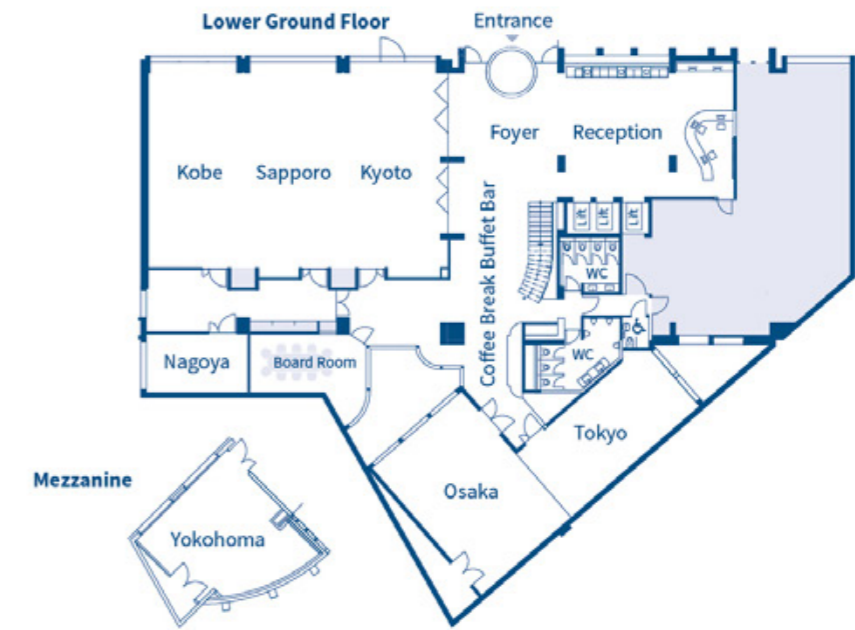 Lower Ground Floor
Entrance
Foyer
Reception
Kobe
Sapporo
Kyoto
Lift
Lift
Lift
Coffee Break Buffet Bar
WC
WC
Nagoya
Board Room
Tokyo
Osaka
Mezzanine
Yokohoma